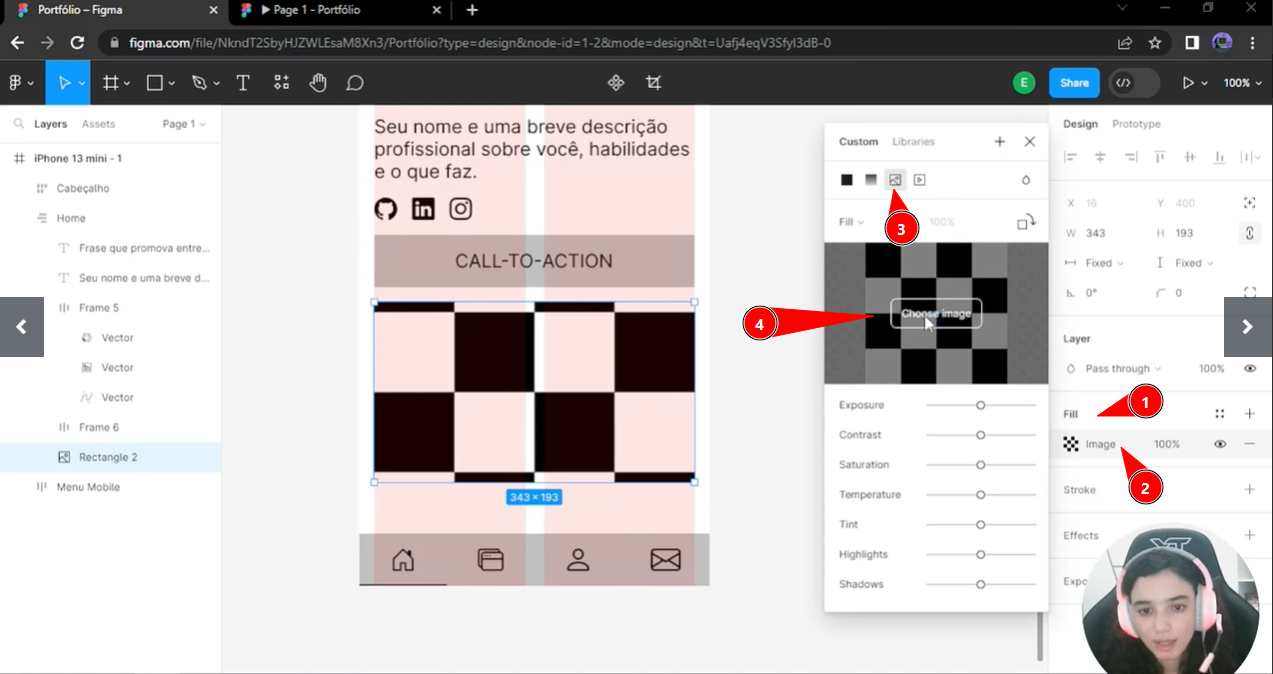 Portfólio – Figma
Page 1 - Portfólio
figma.com/file/NkndT2SbyHJZWLEsaM8Xn3/Portfólio?type=design&node-id=1-2&mode=design&t=Uafj4eqV3SfyI3dB-0
E
Share
100%
Layers
Assets
Page 1
iPhone 13 mini - 1
Cabeçalho
Home
Frase que promova entre...
Seu nome e uma breve d...
Frame 5
Vector
Vector
Vector
Frame 6
Rectangle 2
Menu Mobile
Seu nome e uma breve descrição
profissional sobre você, habilidades
e o que faz.
in
CALL-TO-ACTION
343 × 193
Custom
Libraries
3
Fill
100%
4
Choose image
Exposure
Contrast
Saturation
Temperature
Tint
Highlights
Shadows
Design
Prototype
X 16
Y 400
W 343
H 193
Fixed
Fixed
0°
0
Layer
Pass through
100%
1
Fill
Image
100%
2
Stroke
Effects
Expo